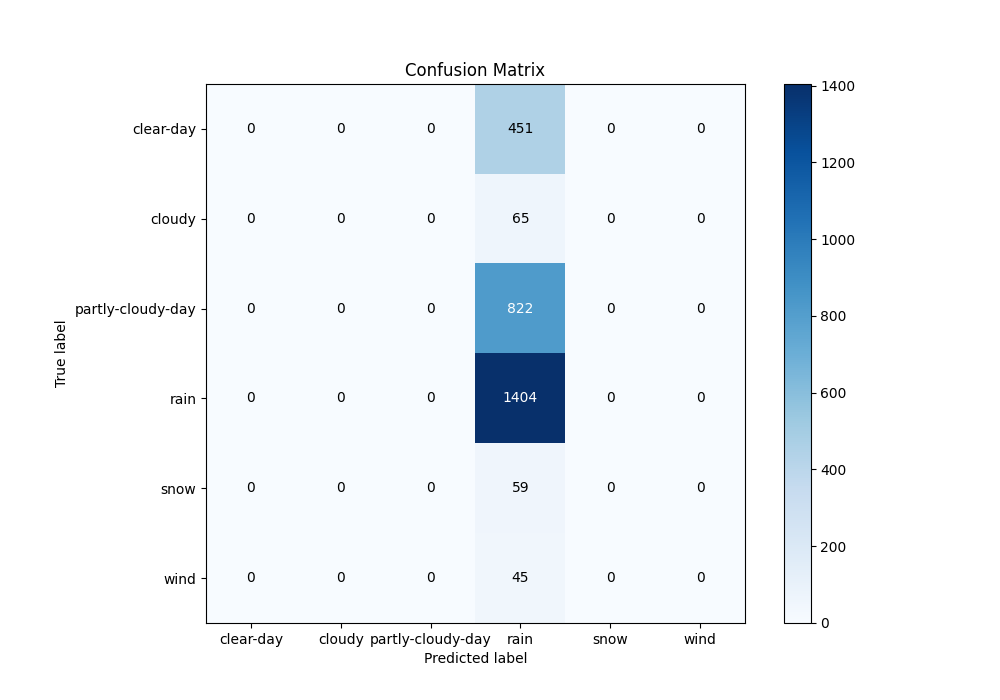 Confusion Matrix
True label
clear-day 0 0 0 451 0 0
cloudy 0 0 0 65 0 0
partly-cloudy-day 0 0 0 822 0 0
rain 0 0 0 1404 0 0
snow 0 0 0 59 0 0
wind 0 0 0 45 0 0
clear-day cloudy partly-cloudy-day rain snow wind
Predicted label
1400
1200
1000
800
600
400
200
0